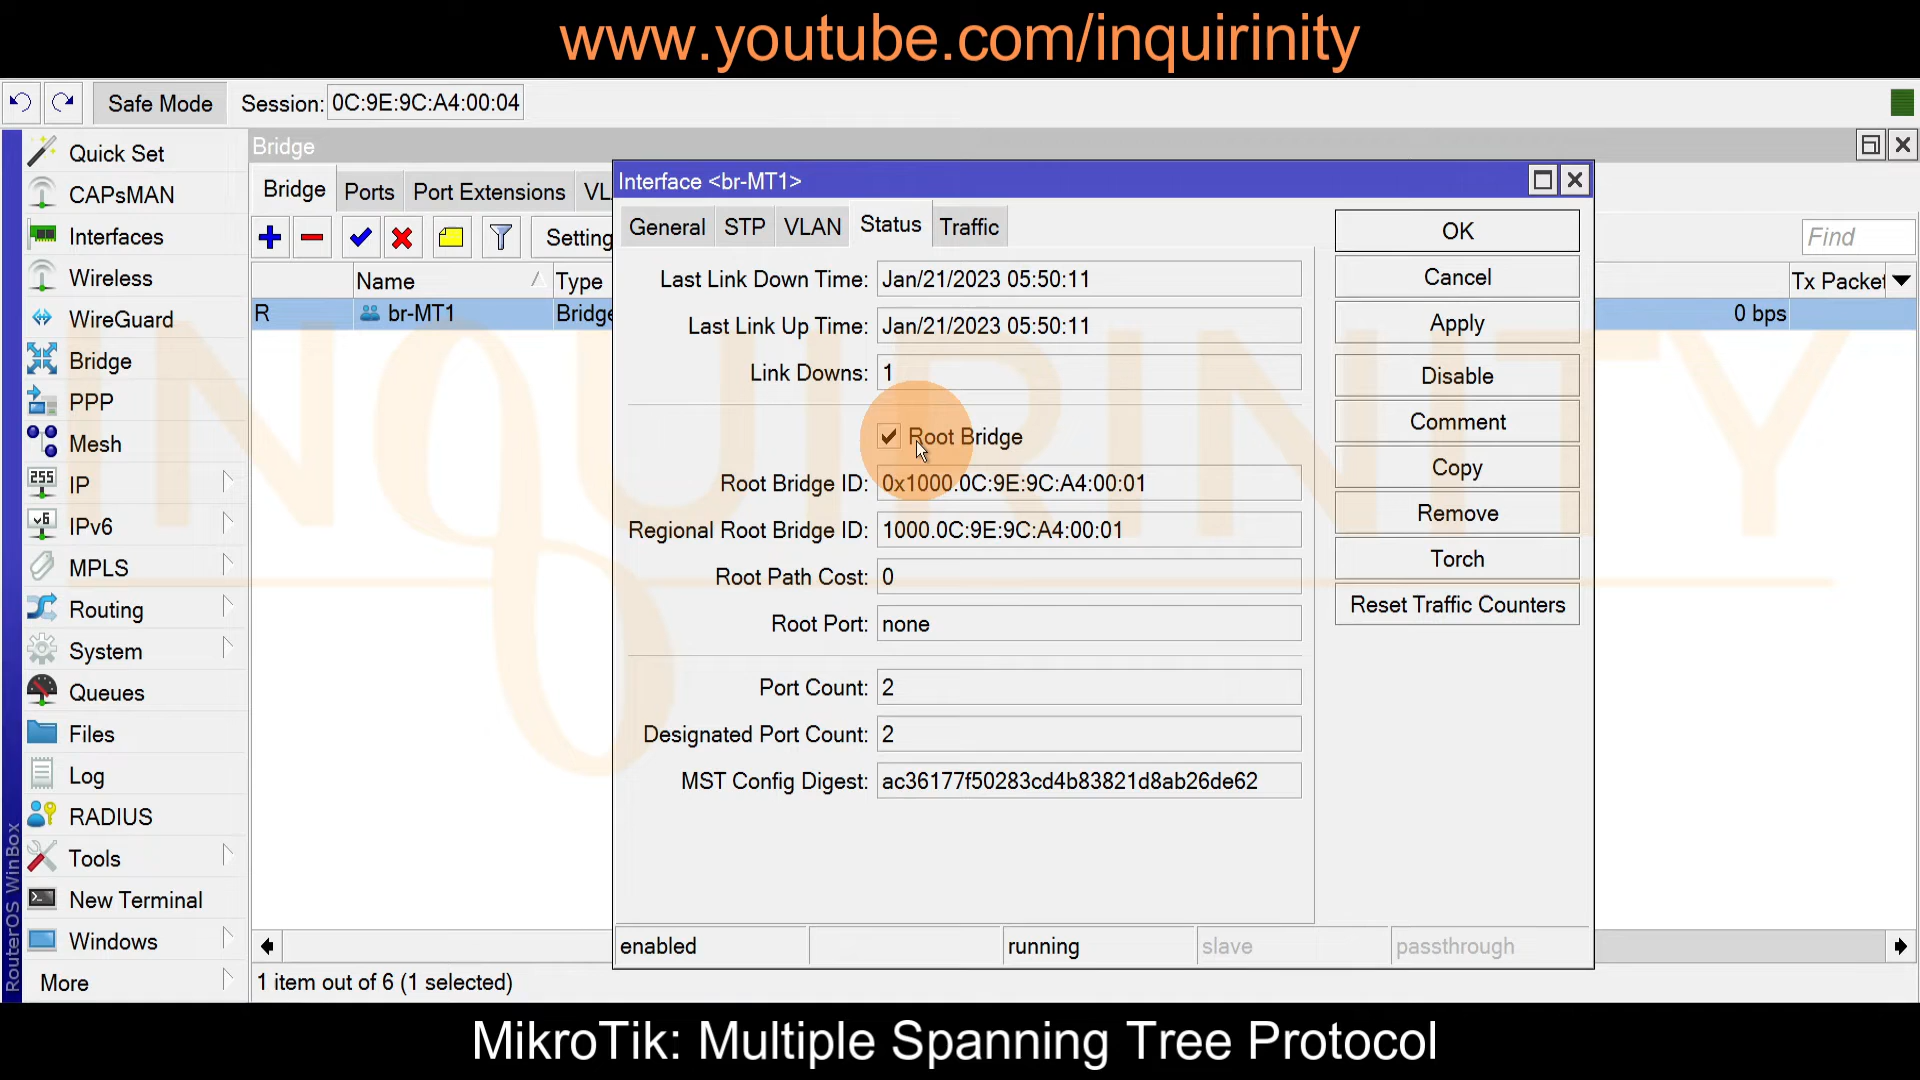 www.youtube.com/inquirinity
Safe Mode Session: 0C:9E:9C:A4:00:04
Quick Set
CAPsMAN
Interfaces
Wireless
WireGuard
Bridge
PPP
Mesh
255 IP
v6 IPv6
MPLS
Routing
System
Queues
Files
Log
RADIUS
Tools
New Terminal
Windows
More
RouterOS WinBox
Bridge
Bridge Ports Port Extensions
Find
Name Type Tx Packet
R br-MT1 Bridge 0 bps
1 item out of 6 (1 selected)
Interface <br-MT1>
General STP VLAN Status Traffic
Last Link Down Time: Jan/21/2023 05:50:11
Last Link Up Time: Jan/21/2023 05:50:11
Link Downs: 1
Root Bridge
Root Bridge ID: 0x1000.0C:9E:9C:A4:00:01
Regional Root Bridge ID: 1000.0C:9E:9C:A4:00:01
Root Path Cost: 0
Root Port: none
Port Count: 2
Designated Port Count: 2
MST Config Digest: ac36177f50283cd4b83821d8ab26de62
OK
Cancel
Apply
Disable
Comment
Copy
Remove
Torch
Reset Traffic Counters
enabled running slave passthrough
INQUIRINITY
MikroTik: Multiple Spanning Tree Protocol